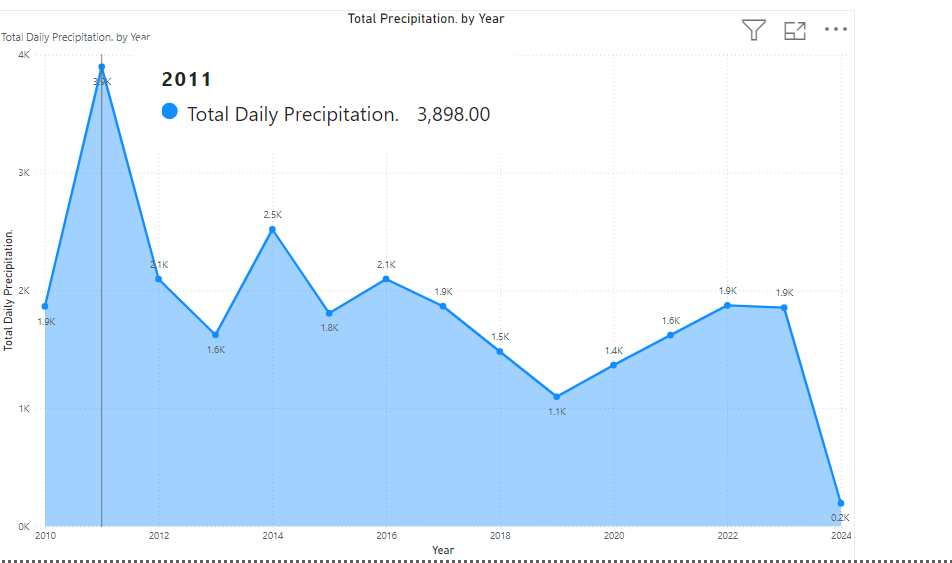 Total Precipitation. by Year
Total Daily Precipitation. by Year
2011
Total Daily Precipitation. 3,898.00
Total Daily Precipitation.
4K
3K
2K
1K
0K
1.9K
3.9K
2.1K
1.6K
2.5K
1.8K
2.1K
1.9K
1.5K
1.1K
1.4K
1.6K
1.9K
1.9K
0.2K
2010 2012 2014 2016 2018 2020 2022 2024
Year